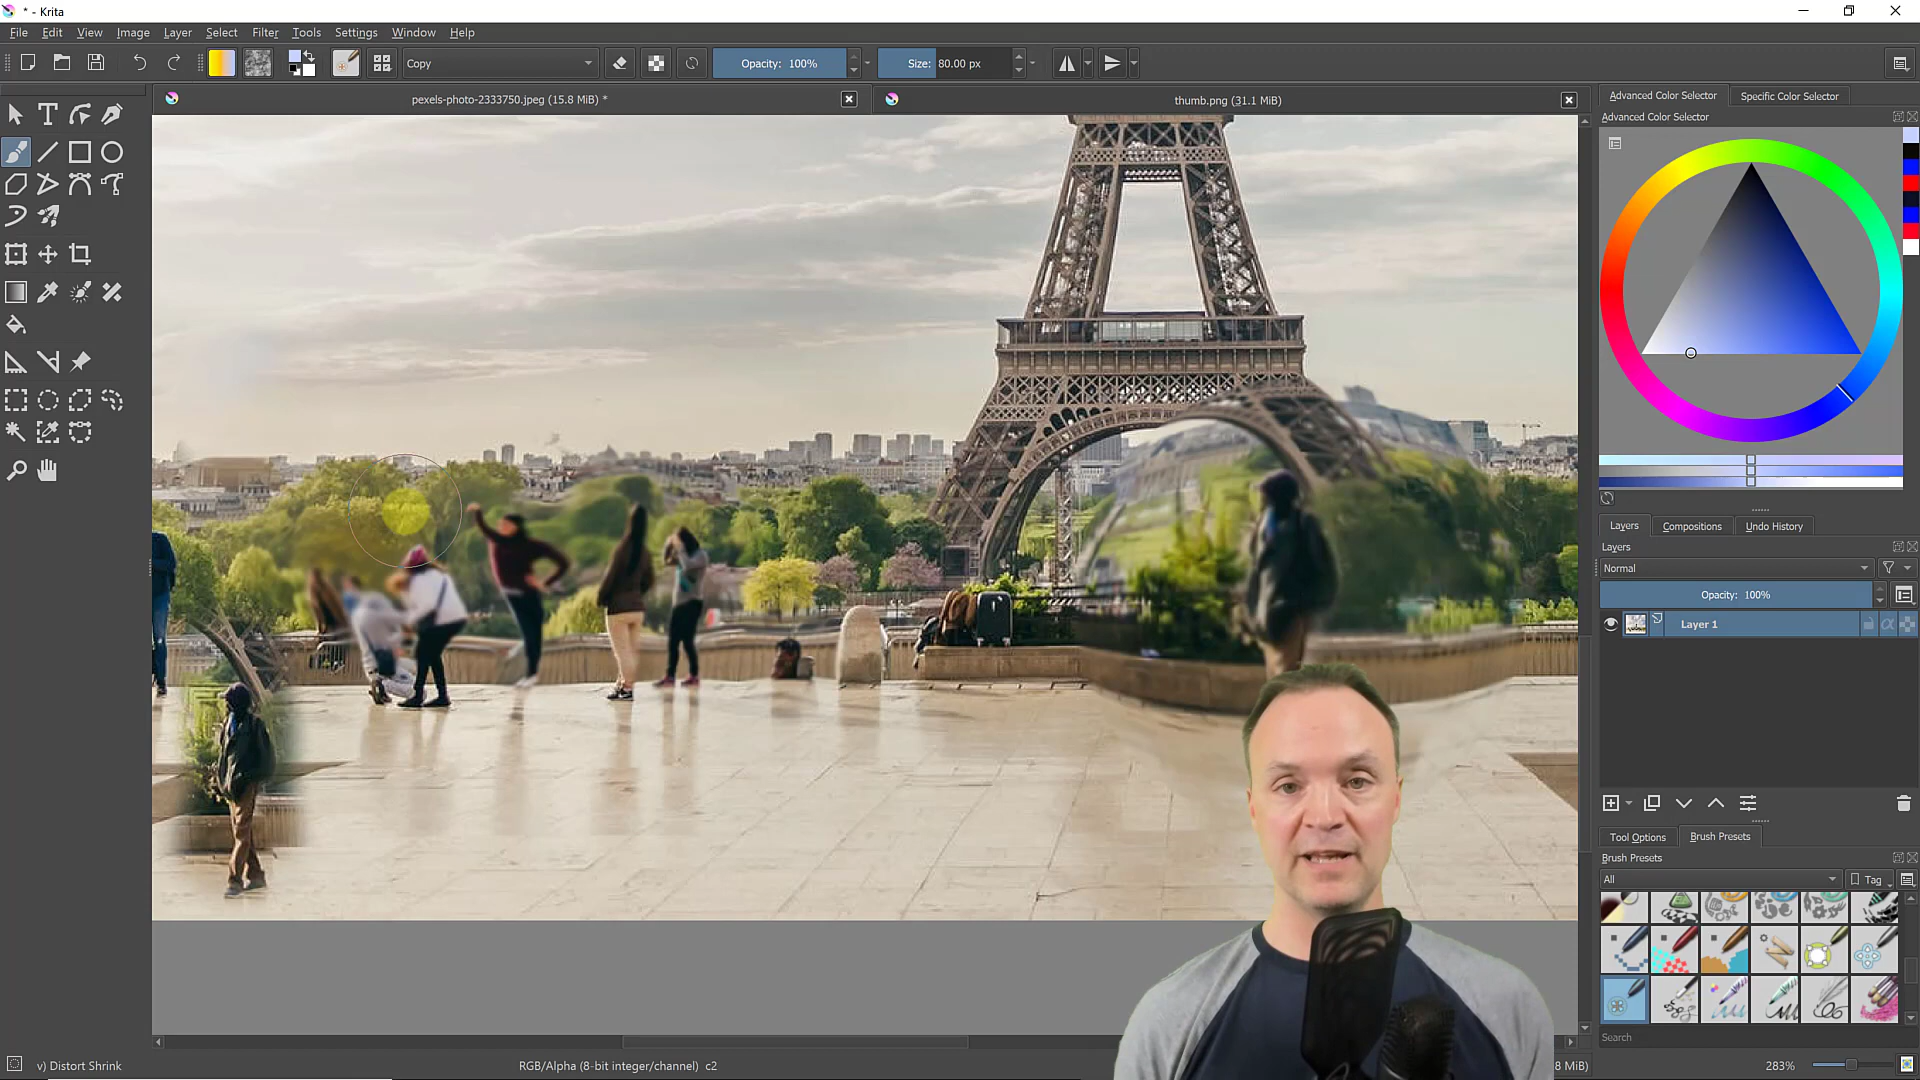 * - Krita
File Edit View Image Layer Select Filter Tools Settings Window Help
Copy
Opacity: 100%
Size: 80.00 px
pexels-photo-2333750.jpeg (15.8 MiB) *
thumb.png (31.1 MiB)
Advanced Color Selector
Specific Color Selector
Advanced Color Selector
Layers
Compositions
Undo History
Layers
Normal
Opacity: 100%
Layer 1
Tool Options
Brush Presets
Brush Presets
All
Tag
Search
v) Distort Shrink
RGB/Alpha (8-bit integer/channel) c2
8 MiB)
283%